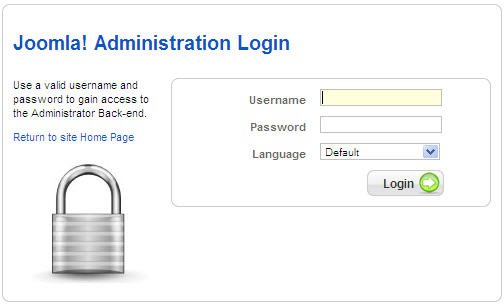 Joomla! Administration Login
Use a valid username and
password to gain access to
the Administrator Back-end.
Return to site Home Page
Username
Password
Language Default
Login